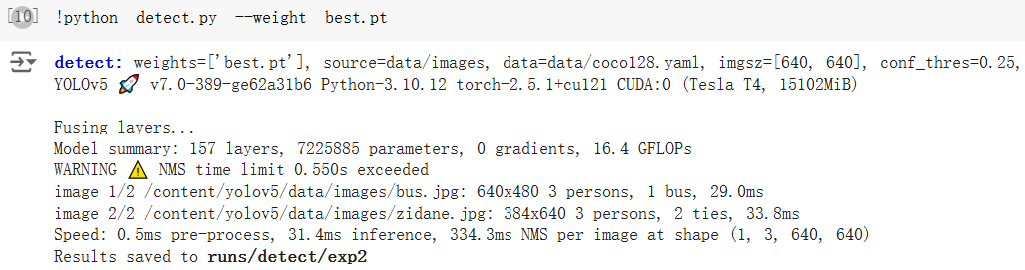 [10] !python detect.py --weight best.pt
detect: weights=['best.pt'], source=data/images, data=data/coco128.yaml, imgsz=[640, 640], conf_thres=0.25,
YOLOv5 🚀 v7.0-389-ge62a31b6 Python-3.10.12 torch-2.5.1+cu121 CUDA:0 (Tesla T4, 15102MiB)
Fusing layers...
Model summary: 157 layers, 7225885 parameters, 0 gradients, 16.4 GFLOPs
WARNING ⚠️ NMS time limit 0.550s exceeded
image 1/2 /content/yolov5/data/images/bus.jpg: 640x480 3 persons, 1 bus, 29.0ms
image 2/2 /content/yolov5/data/images/zidane.jpg: 384x640 3 persons, 2 ties, 33.8ms
Speed: 0.5ms pre-process, 31.4ms inference, 334.3ms NMS per image at shape (1, 3, 640, 640)
Results saved to runs/detect/exp2